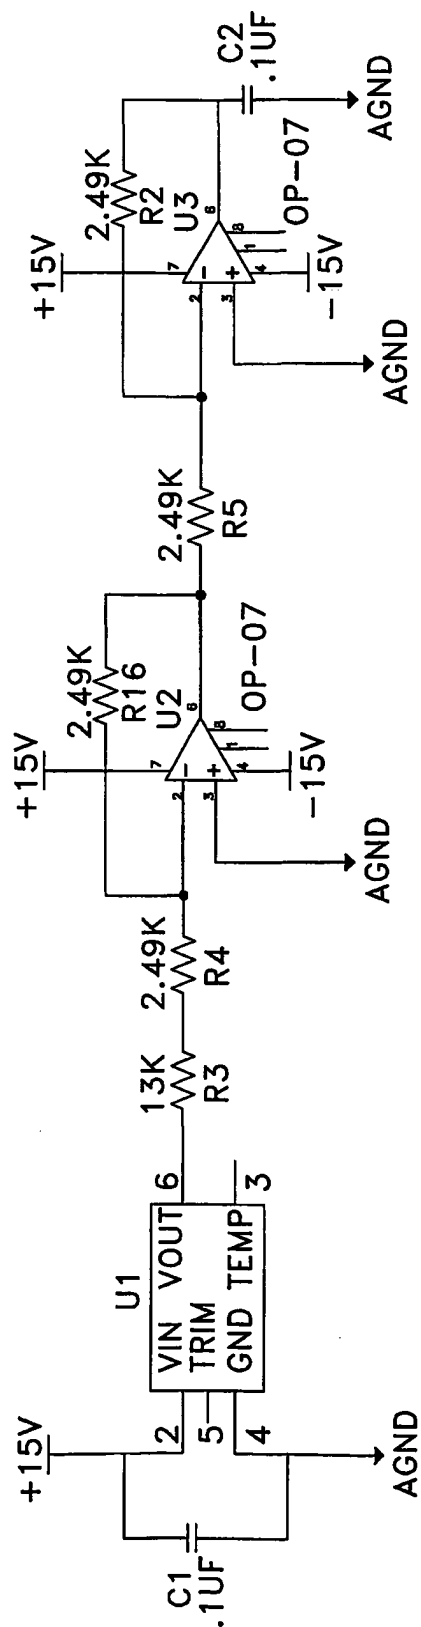 +15V
C1
.1UF
AGND
U1
2
5
4
VIN VOUT
TRIM
GND TEMP
6
3
13K
R3
2.49K
R4
2.49K
R16
+15V
U2
7
2
-
3
+
4
1
8
6
OP-07
-15V
AGND
2.49K
R5
2.49K
R2
+15V
U3
7
2
-
3
+
4
1
8
6
OP-07
-15V
AGND
C2
.1UF
AGND